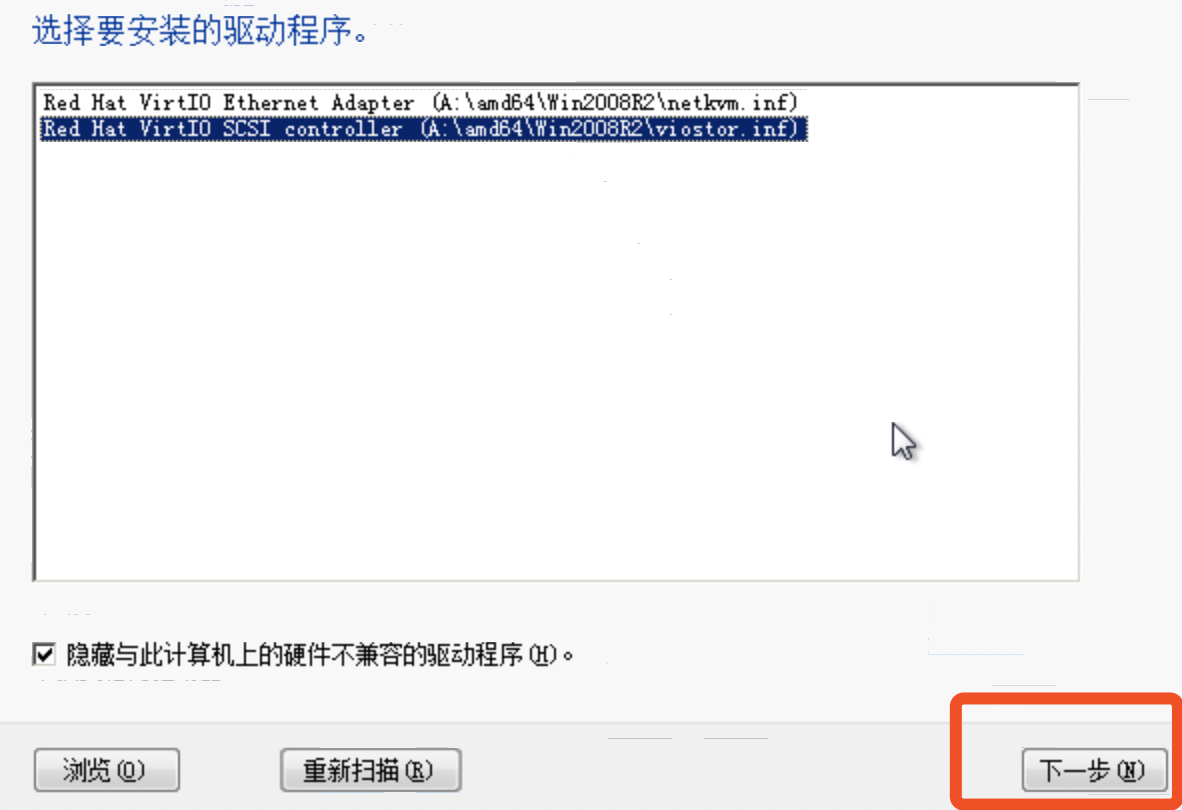 选择要安装的驱动程序。
Red Hat VirtIO Ethernet Adapter (A:\amd64\Win2008R2\netkvm.inf)
Red Hat VirtIO SCSI controller (A:\amd64\Win2008R2\viostor.inf)
隐藏与此计算机上的硬件不兼容的驱动程序(H)。
浏览(O) 重新扫描(R) 下一步(N)